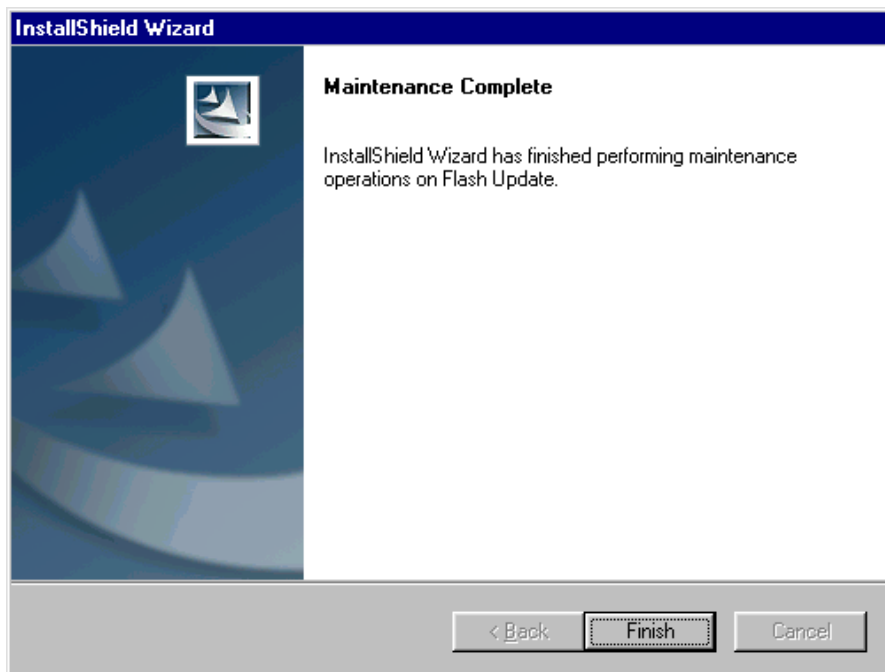 InstallShield Wizard
Maintenance Complete
InstallShield Wizard has finished performing maintenance
operations on Flash Update.
< Back
Finish
Cancel